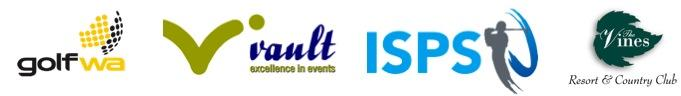 golfwa
vault
excellence in events
ISPS
The
Vines
Resort & Country Club